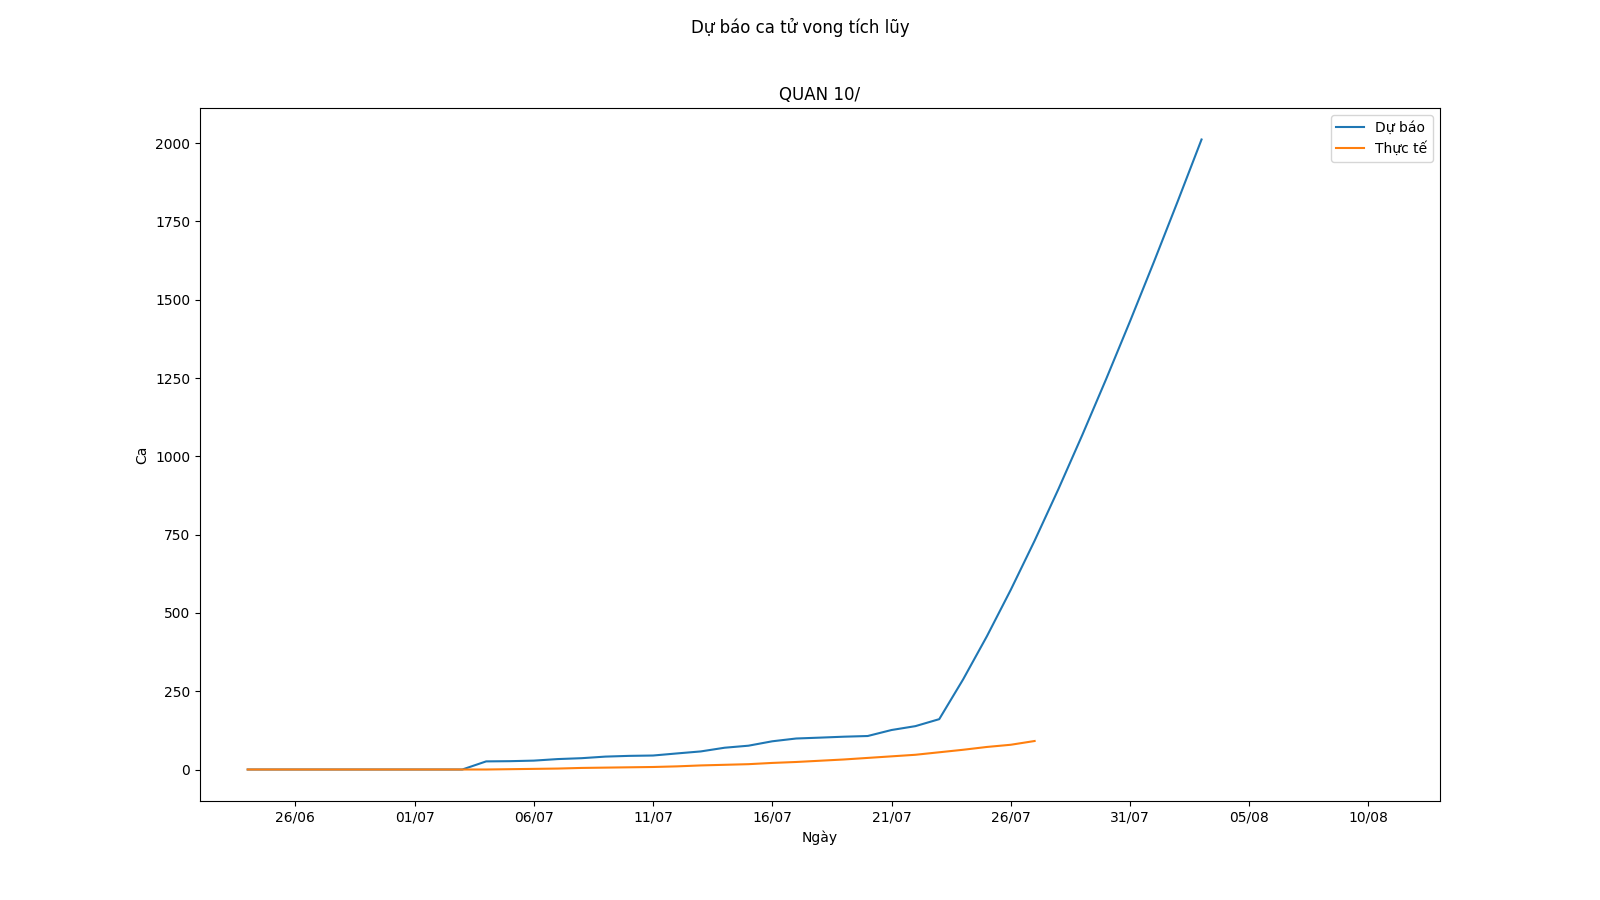 Dự báo ca tử vong tích lũy
QUAN 10/
Dự báo
Thực tế
2000
1750
1500
1250
1000
750
500
250
0
Ca
26/06 01/07 06/07 11/07 16/07 21/07 26/07 31/07 05/08 10/08
Ngày